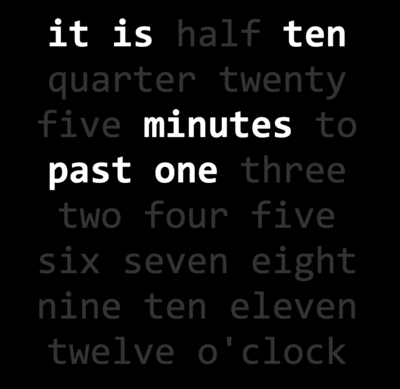 it is half ten
quarter twenty
five minutes to
past one three
two four five
six seven eight
nine ten eleven
twelve o'clock